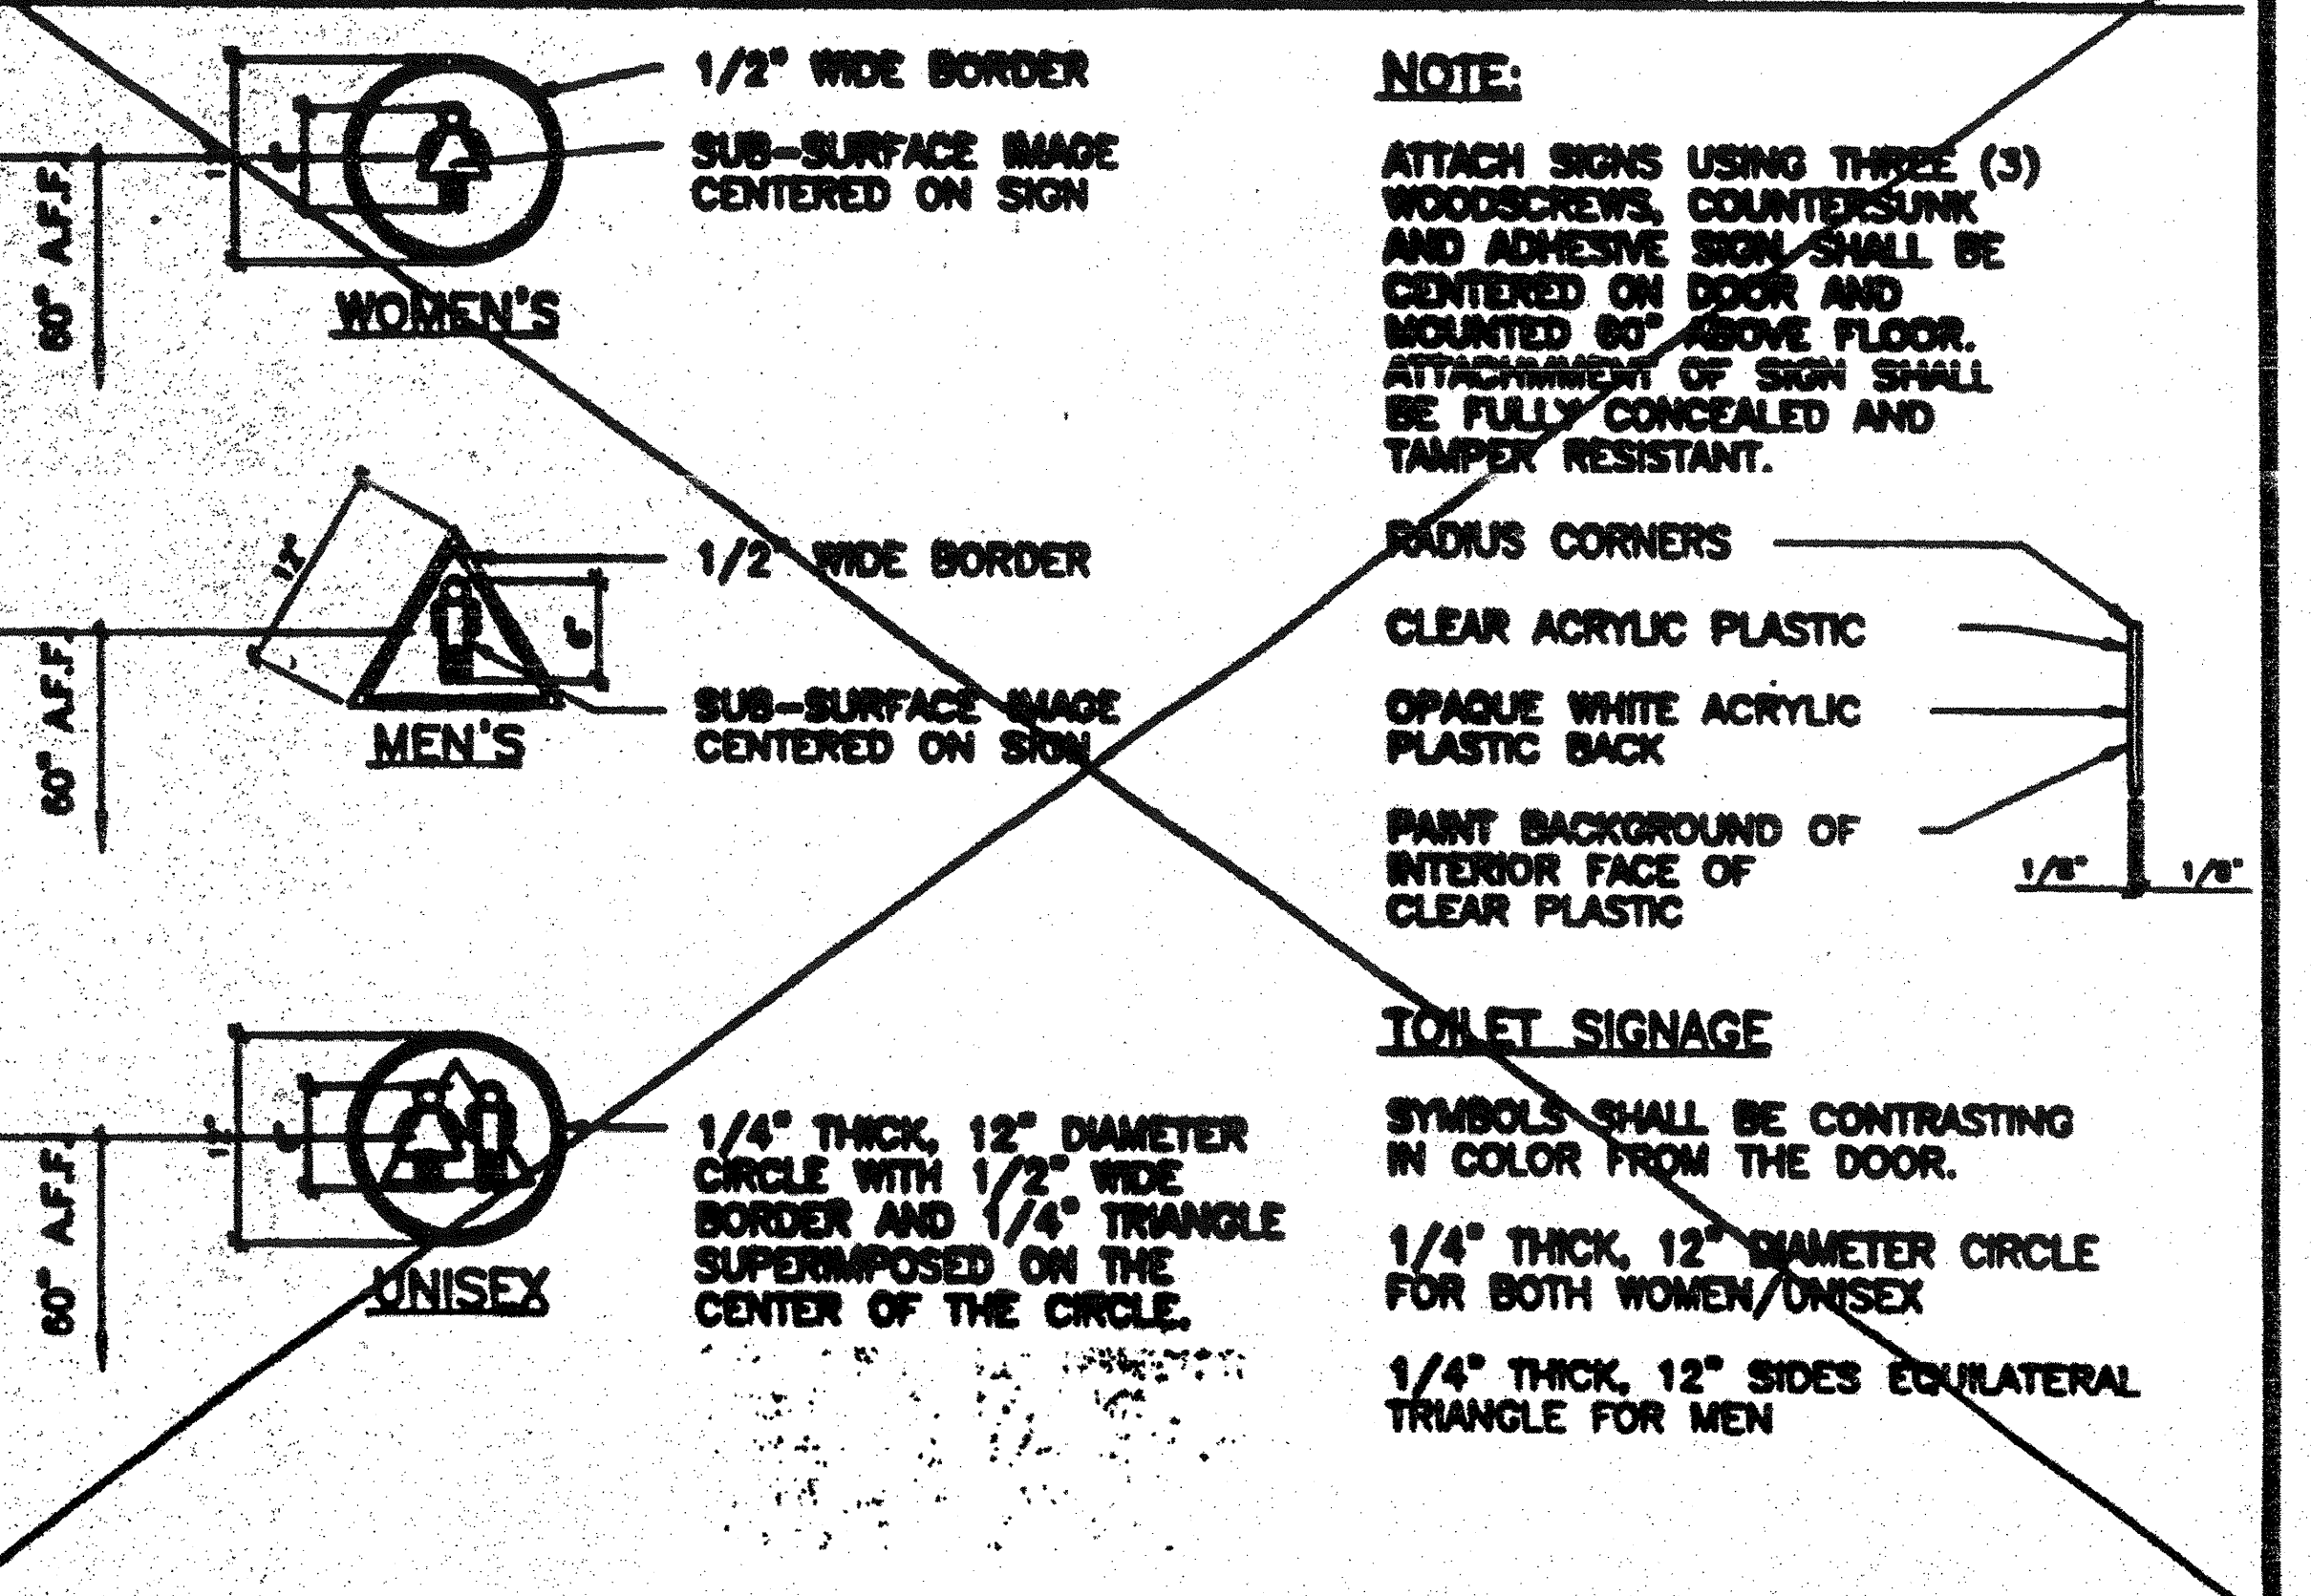 1/2" WIDE BORDER
SUB-SURFACE IMAGE
CENTERED ON SIGN
12"
6"
60" A.F.F.
WOMEN'S
1/2" WIDE BORDER
12"
6"
60" A.F.F.
SUB-SURFACE IMAGE
CENTERED ON SIGN
MEN'S
12"
6"
60" A.F.F.
1/4" THICK, 12" DIAMETER
CIRCLE WITH 1/2" WIDE
BORDER AND 1/4" TRIANGLE
SUPERIMPOSED ON THE
CENTER OF THE CIRCLE.
UNISEX
NOTE:
ATTACH SIGNS USING THREE (3)
WOODSCREWS, COUNTERSUNK
AND ADHESIVE SIGN SHALL BE
CENTERED ON DOOR AND
MOUNTED 60" ABOVE FLOOR.
ATTACHMMENT OF SIGN SHALL
BE FULLY CONCEALED AND
TAMPER RESISTANT.
RADIUS CORNERS
CLEAR ACRYLIC PLASTIC
OPAQUE WHITE ACRYLIC
PLASTIC BACK
PAINT BACKGROUND OF
INTERIOR FACE OF
CLEAR PLASTIC
1/8" 1/8"
TOILET SIGNAGE
SYMBOLS SHALL BE CONTRASTING
IN COLOR FROM THE DOOR.
1/4" THICK, 12" DIAMETER CIRCLE
FOR BOTH WOMEN/UNISEX
1/4" THICK, 12" SIDES EQUILATERAL
TRIANGLE FOR MEN